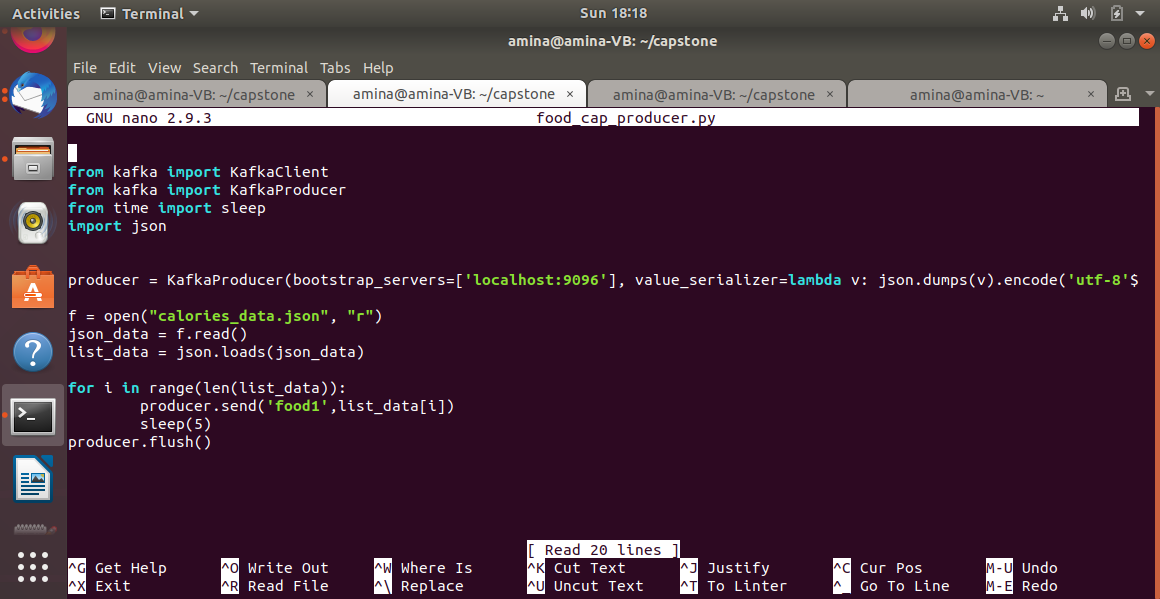 Activities Terminal Sun 18:18
amina@amina-VB: ~/capstone
File Edit View Search Terminal Tabs Help
amina@amina-VB: ~/capstone × amina@amina-VB: ~/capstone × amina@amina-VB: ~/capstone × amina@amina-VB: ~ ×
GNU nano 2.9.3 food_cap_producer.py
from kafka import KafkaClient
from kafka import KafkaProducer
from time import sleep
import json
producer = KafkaProducer(bootstrap_servers=['localhost:9096'], value_serializer=lambda v: json.dumps(v).encode('utf-8'$
f = open("calories_data.json", "r")
json_data = f.read()
list_data = json.loads(json_data)
for i in range(len(list_data)):
        producer.send('food1',list_data[i])
        sleep(5)
producer.flush()
[ Read 20 lines ]
^G Get Help ^O Write Out ^W Where Is ^K Cut Text ^J Justify ^C Cur Pos M-U Undo
^X Exit ^R Read File ^\ Replace ^U Uncut Text ^T To Linter ^_ Go To Line M-E Redo